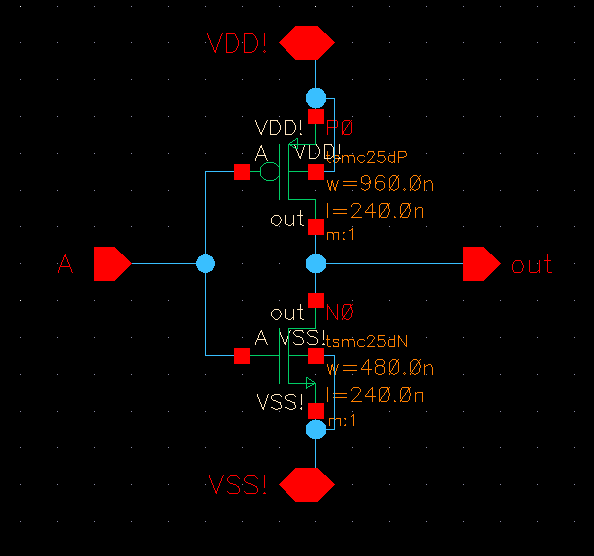 VDD!
P0
VDD!
A
VDD!
tsmc25dP
w=960.0n
l=240.0n
out
m:1
A
out
out
N0
A
VSS!
tsmc25dN
w=480.0n
l=240.0n
VSS!
m:1
VSS!